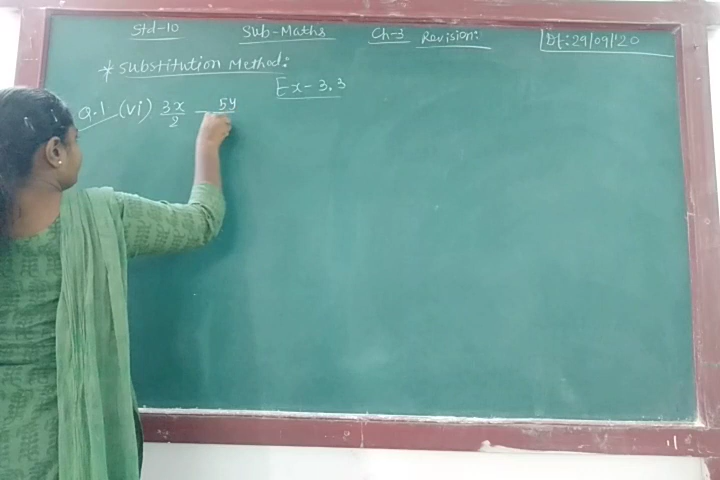 Std-10 Sub-Maths Ch-3 Revision: Dt:29/09/'20
* Substitution Method:
Ex-3.3
Q.1 (vi) 3x/2 - 5y